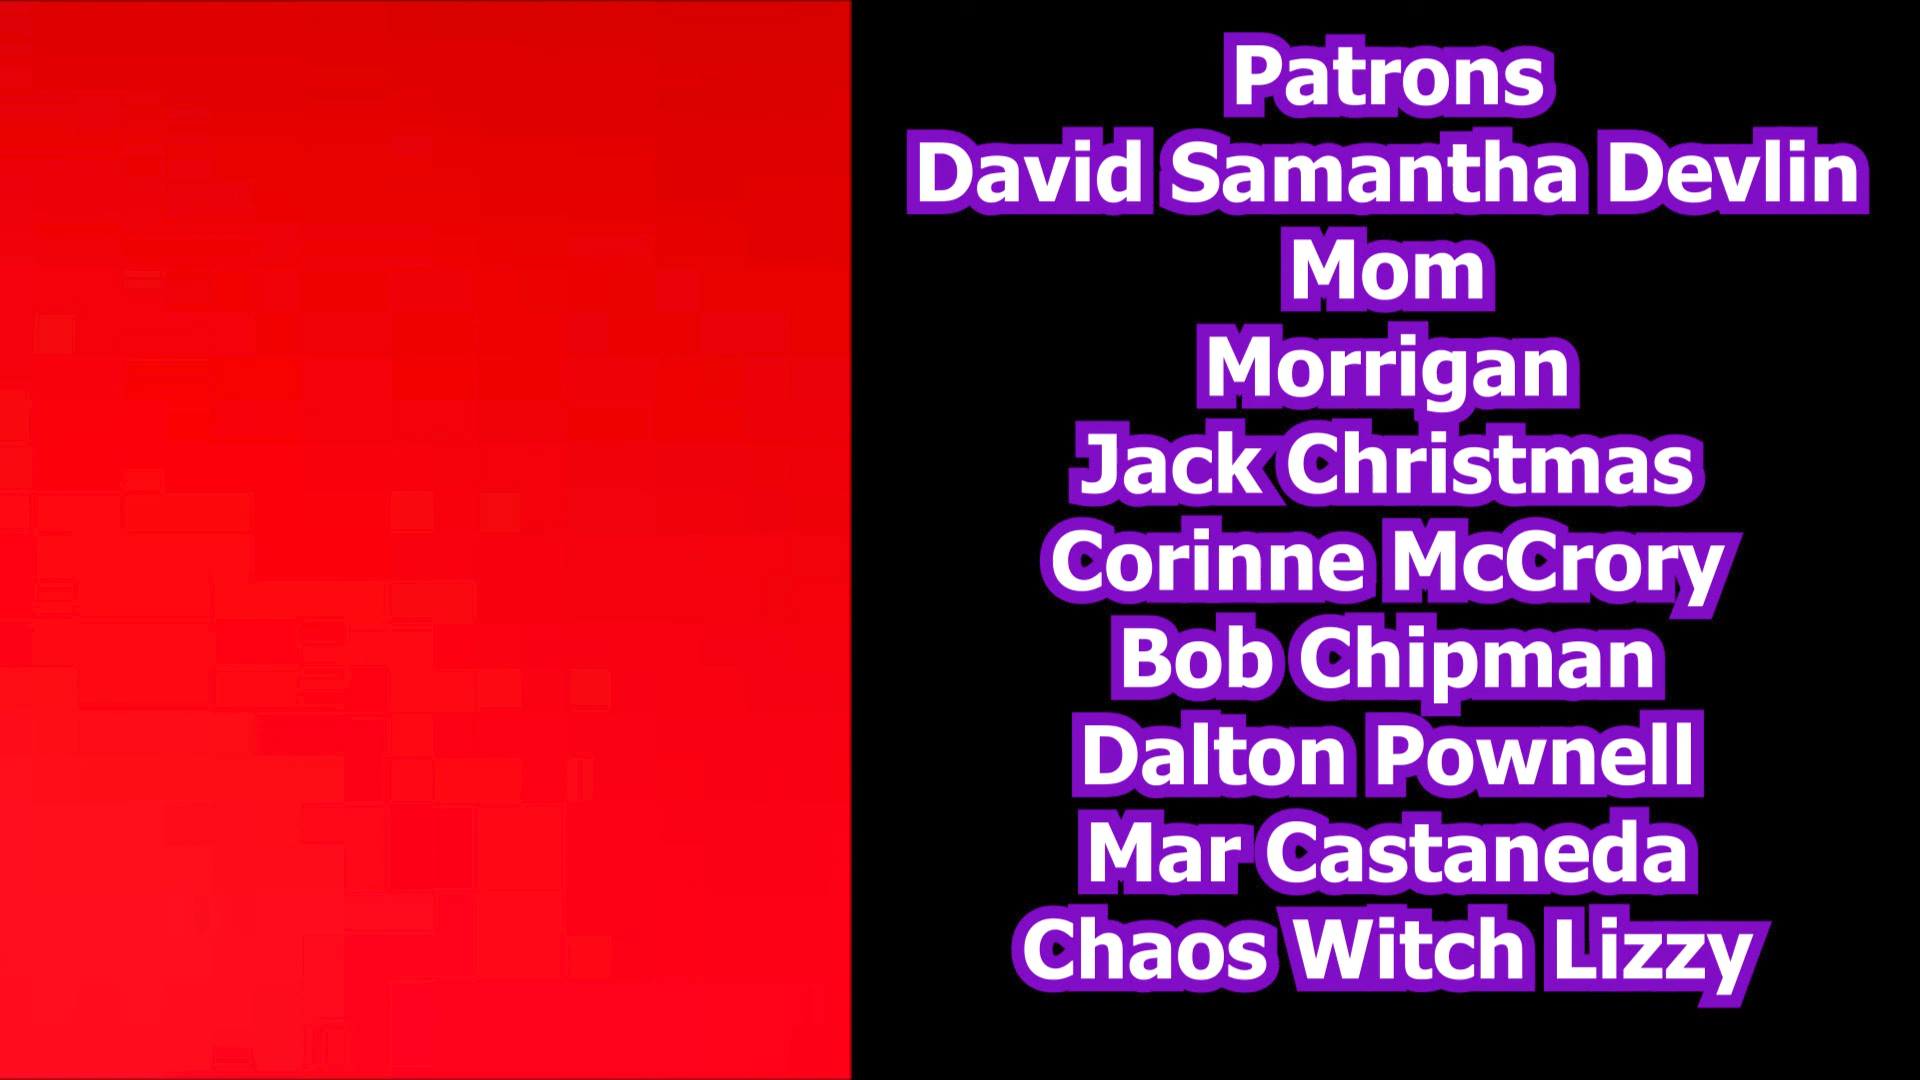 Patrons
David Samantha Devlin
Mom
Morrigan
Jack Christmas
Corinne McCrory
Bob Chipman
Dalton Pownell
Mar Castaneda
Chaos Witch Lizzy